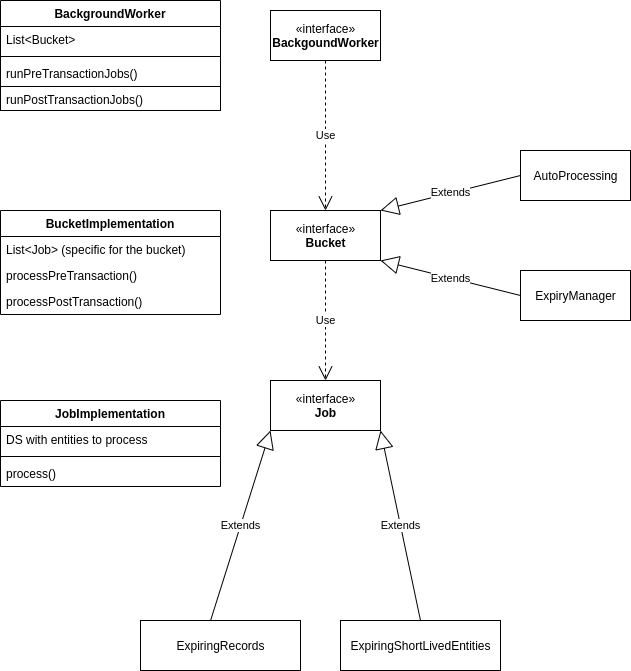 BackgroundWorker
List<Bucket>
runPreTransactionJobs()
runPostTransactionJobs()
«interface»
BackgoundWorker
Use
AutoProcessing
Extends
BucketImplementation
List<Job> (specific for the bucket)
processPreTransaction()
processPostTransaction()
«interface»
Bucket
Extends
ExpiryManager
Use
JobImplementation
DS with entities to process
process()
«interface»
Job
Extends
Extends
ExpiringRecords
ExpiringShortLivedEntities